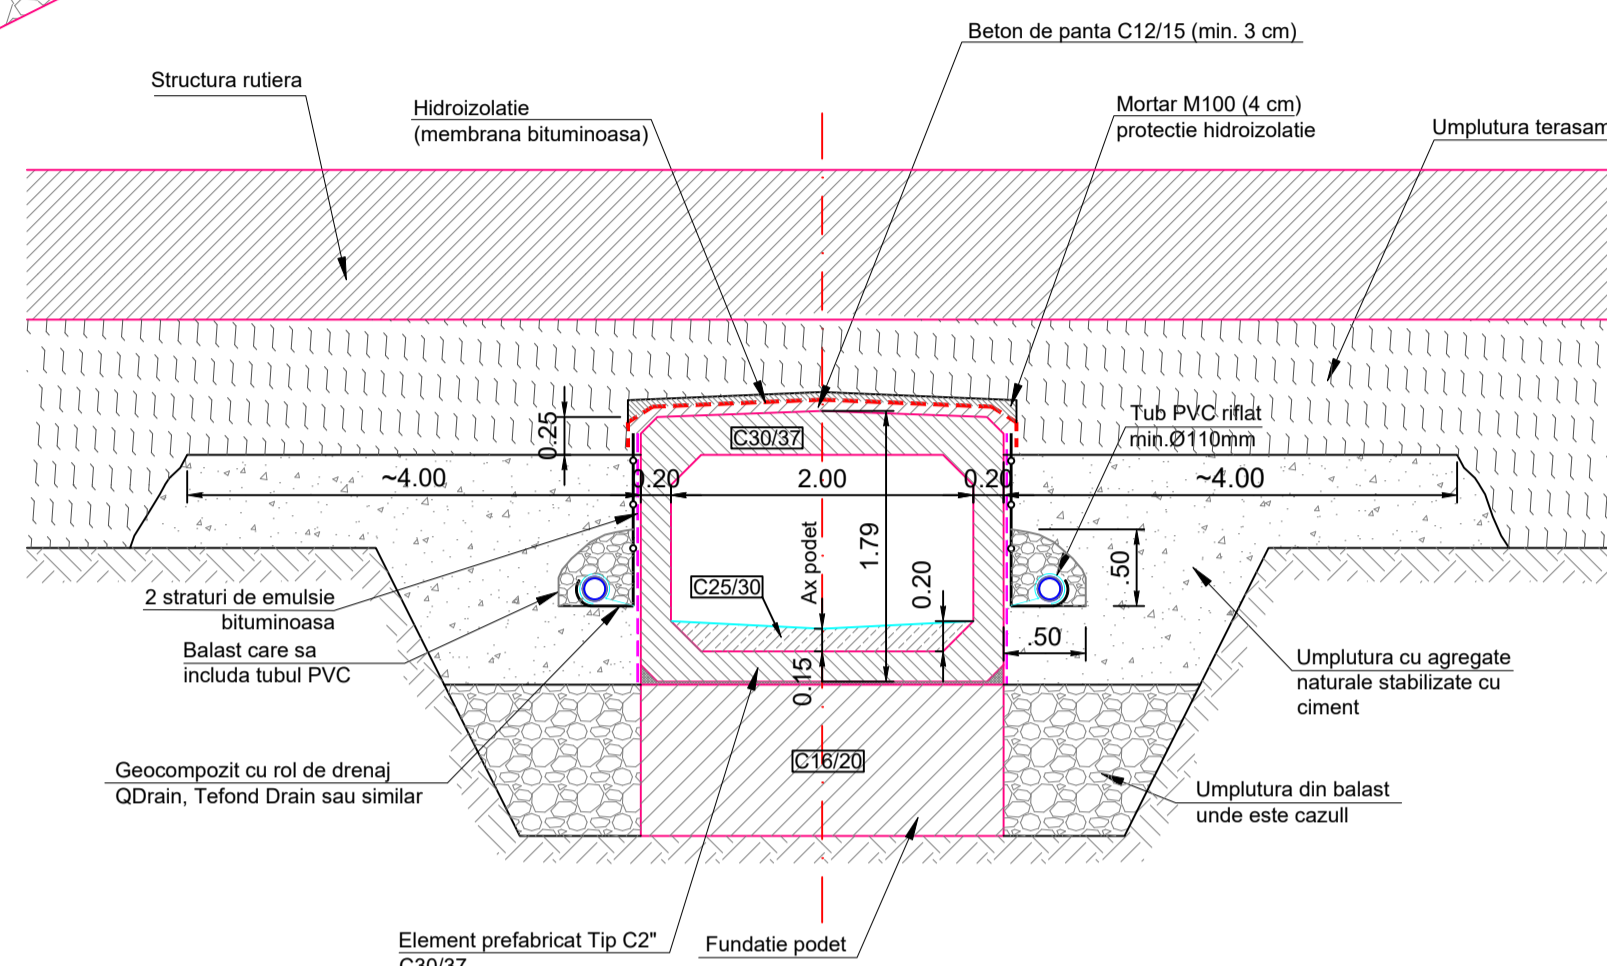 Beton de panta C12/15 (min. 3 cm)
Structura rutiera
Hidroizolatie
(membrana bituminoasa)
Mortar M100 (4 cm)
protectie hidroizolatie
Umplutura terasam
Tub PVC riflat
min.Ø110mm
0.25
C30/37
~4.00
0.20
2.00
0.20
~4.00
Ax podet
1.79
0.20
.50
C25/30
2 straturi de emulsie
bituminoasa
.50
Balast care sa
includa tubul PVC
0.15
Umplutura cu agregate
naturale stabilizate cu
ciment
C16/20
Geocompozit cu rol de drenaj
QDrain, Tefond Drain sau similar
Umplutura din balast
unde este cazull
Element prefabricat Tip C2"
C30/37
Fundatie podet